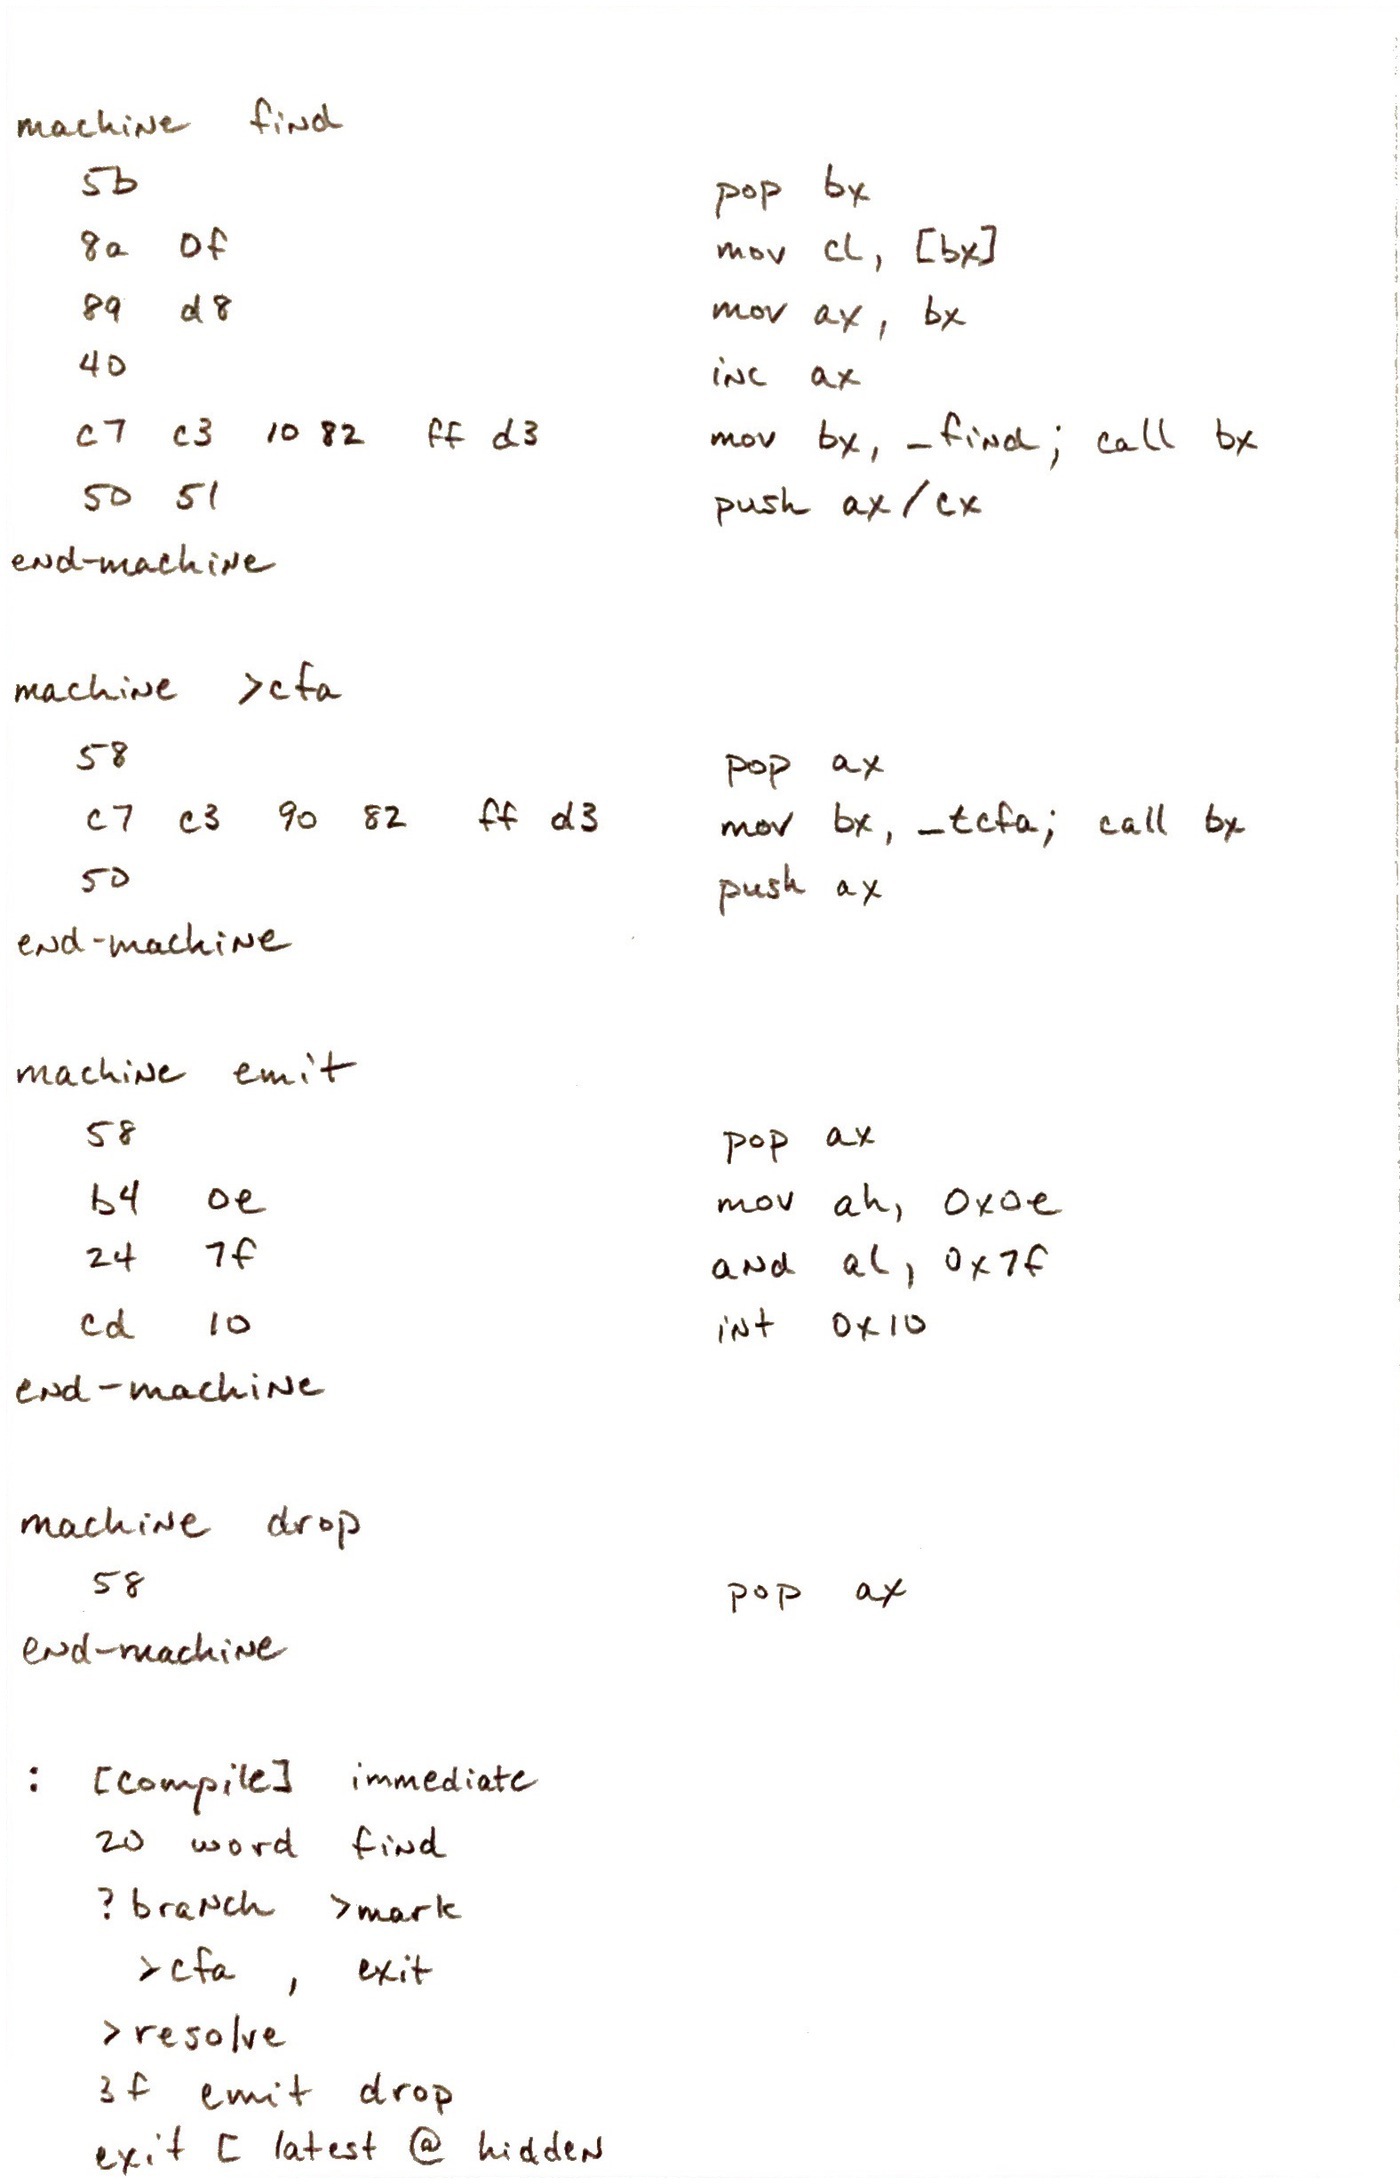 machine find
5b pop bx
8a 0f mov cl, [bx]
89 d8 mov ax, bx
40 inc ax
c7 c3 10 82 ff d3 mov bx, _find; call bx
50 51 push ax/cx
end-machine
machine >cfa
58 pop ax
c7 c3 90 82 ff d3 mov bx, _tcfa; call bx
50 push ax
end-machine
machine emit
58 pop ax
b4 0e mov ah, 0x0e
24 7f and al, 0x7f
cd 10 int 0x10
end-machine
machine drop
58 pop ax
end-machine
: [compile] immediate
20 word find
?branch >mark
>cfa , exit
>resolve
3f emit drop
exit [ latest @ hidden